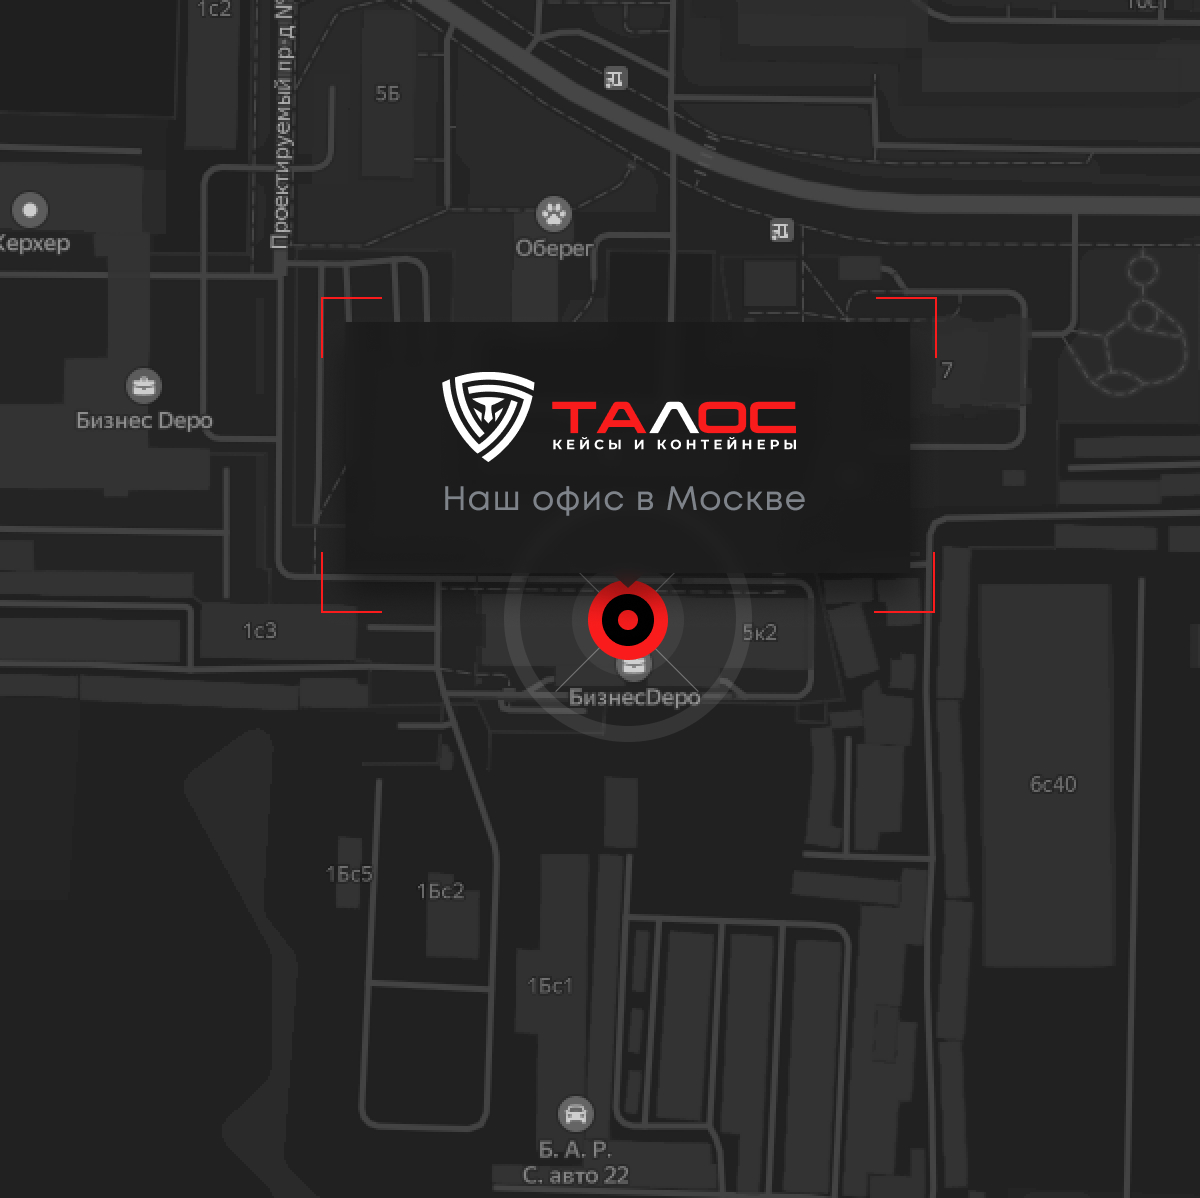 1с2
Проектируемый пр-д №
5Б
Керхер
Оберег
7
Бизнес Depo
ТАЛОС
КЕЙСЫ И КОНТЕЙНЕРЫ
Наш офис в Москве
1с3
5к2
БизнесDepo
6с40
1Бс5
1Бс2
1Бс1
Б. А. Р.
С. авто 22